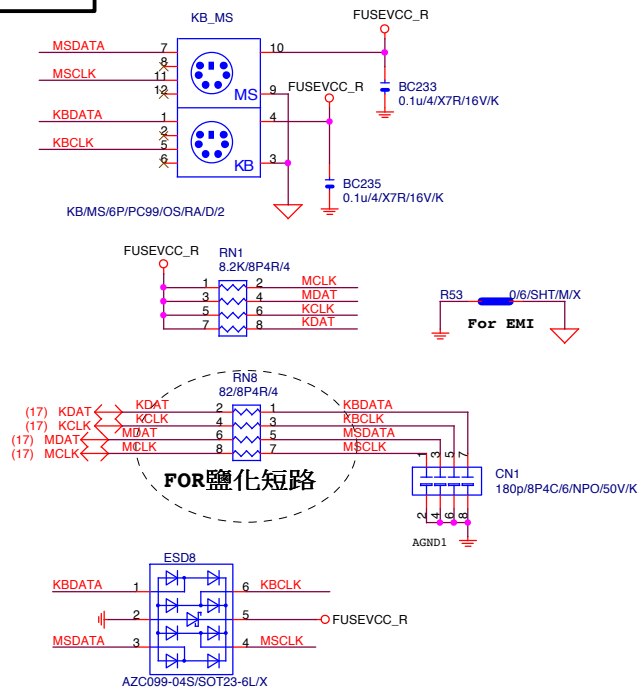 KB_MS
FUSEVCC_R
MSDATA 7
8
MSCLK 11
12
10
MS 9
FUSEVCC_R
BC233
0.1u/4/X7R/16V/K
KBDATA 1
2
KBCLK 5
6
4
KB 3
BC235
0.1u/4/X7R/16V/K
KB/MS/6P/PC99/OS/RA/D/2
FUSEVCC_R
RN1
8.2K/8P4R/4
1 2 MCLK
3 4 MDAT
5 6 KCLK
7 8 KDAT
R53 0/6/SHT/M/X
For EMI
RN8
82/8P4R/4
(17) KDAT KDAT 2 1 KBDATA
(17) KCLK KCLK 4 3 KBCLK
(17) MDAT MDAT 6 5 MSDATA
(17) MCLK MCLK 8 7 MSCLK
FOR鹽化短路
1 3 5 7
CN1
180p/8P4C/6/NPO/50V/K
2 4 6 8
AGND1
ESD8
KBDATA 1 6 KBCLK
2 5 FUSEVCC_R
MSDATA 3 4 MSCLK
AZC099-04S/SOT23-6L/X